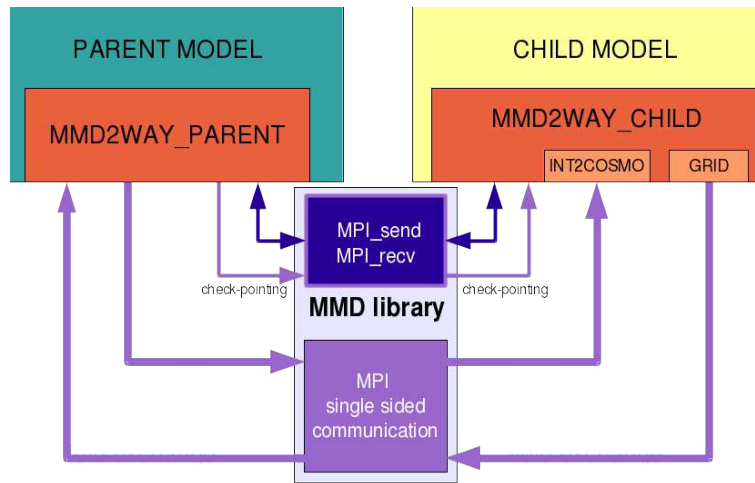 PARENT MODEL
CHILD MODEL
MMD2WAY_PARENT
MMD2WAY_CHILD
INT2COSMO
GRID
MPI_send
MPI_recv
check-pointing
check-pointing
MMD library
MPI
single sided
communication